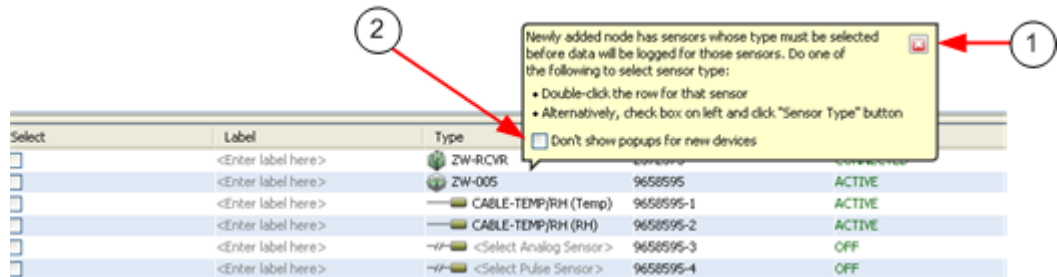 2
1
Newly added node has sensors whose type must be selected
before data will be logged for those sensors. Do one of
the following to select sensor type:
• Double-click the row for that sensor
• Alternatively, check box on left and click "Sensor Type" button
Don't show popups for new devices
Select Label Type
<Enter label here> ZW-RCVR CONNECTED
<Enter label here> ZW-005 9658595 ACTIVE
<Enter label here> CABLE-TEMP/RH (Temp) 9658595-1 ACTIVE
<Enter label here> CABLE-TEMP/RH (RH) 9658595-2 ACTIVE
<Enter label here> <Select Analog Sensor> 9658595-3 OFF
<Enter label here> <Select Pulse Sensor> 9658595-4 OFF